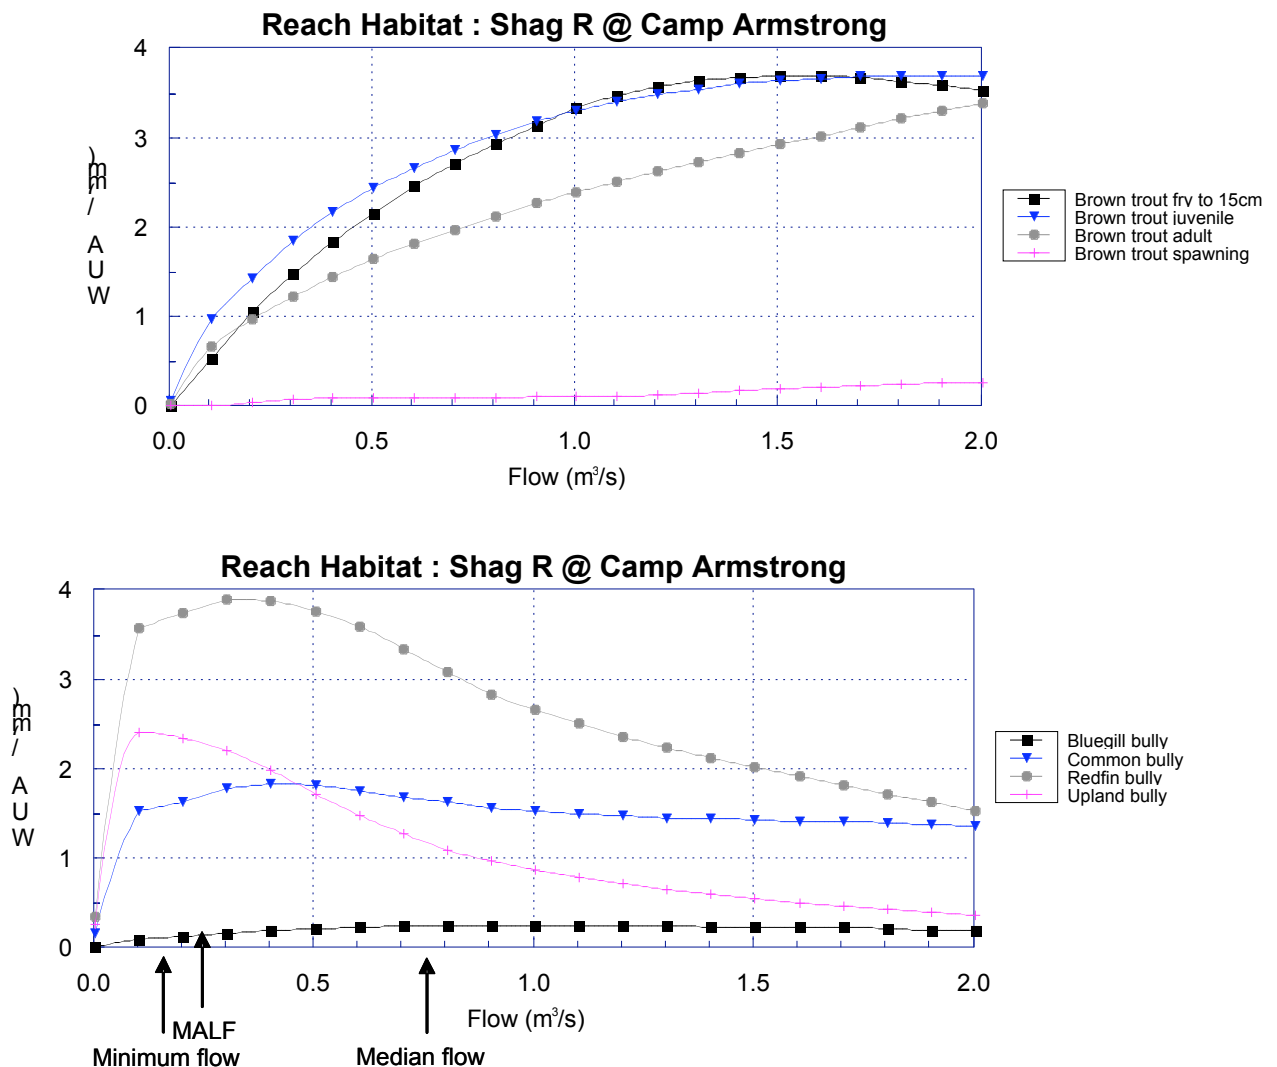 Reach Habitat : Shag R @ Camp Armstrong
4
3
2
1
0
WUA (m²/m)
0.0 0.5 1.0 1.5 2.0
Flow (m³/s)
Brown trout fry to 15cm
Brown trout juvenile
Brown trout adult
Brown trout spawning
Reach Habitat : Shag R @ Camp Armstrong
4
3
2
1
0
WUA (m²/m)
0.0 0.5 1.0 1.5 2.0
Flow (m³/s)
MALF
Minimum flow
Median flow
Bluegill bully
Common bully
Redfin bully
Upland bully